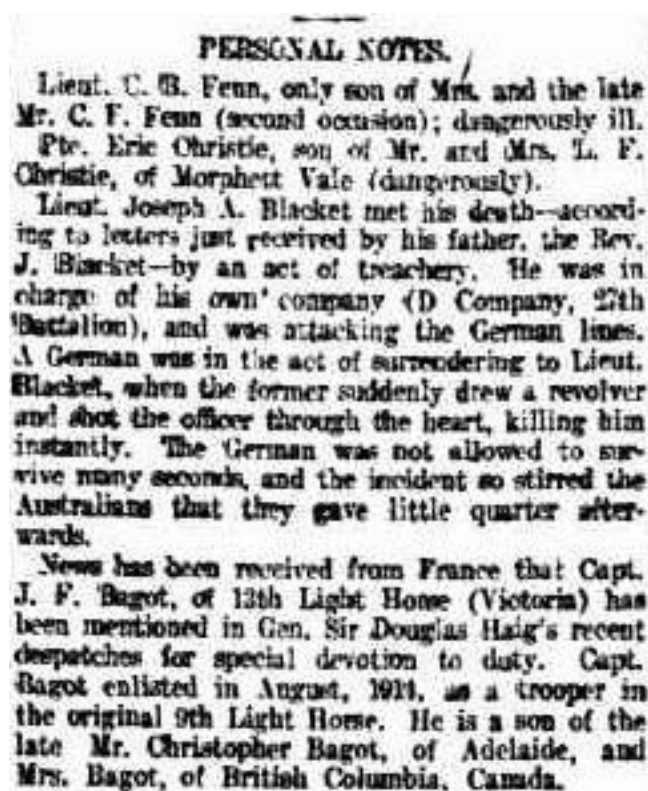 PERSONAL NOTES.
Lieut. C. B. Fenn, only son of Mrs. and the late
Mr. C. F. Fenn (second occasion); dangerously ill.
Pte. Eric Christie, son of Mr. and Mrs. L. F.
Christie, of Morphett Vale (dangerously).
Lieut. Joseph A. Blacket met his death—accord-
ing to letters just received by his father, the Rev.
J. Blacket—by an act of treachery. He was in
charge of his own company (D Company, 27th
Battalion), and was attacking the German lines.
A German was in the act of surrendering to Lieut.
Blacket, when the former suddenly drew a revolver
and shot the officer through the heart, killing him
instantly. The German was not allowed to sur-
vive many seconds, and the incident so stirred the
Australians that they gave little quarter after-
wards.
News has been received from France that Capt.
J. F. Bagot, of 13th Light Horse (Victoria) has
been mentioned in Gen. Sir Douglas Haig's recent
despatches for special devotion to duty. Capt.
Bagot enlisted in August, 1914, as a trooper in
the original 9th Light Horse. He is a son of the
late Mr. Christopher Bagot, of Adelaide, and
Mrs. Bagot, of British Columbia, Canada.